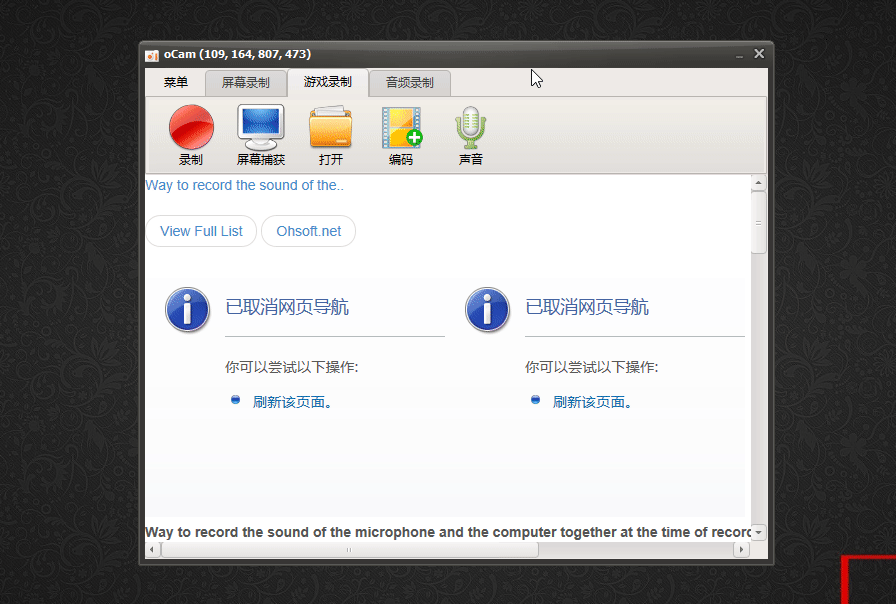 oCam (109, 164, 807, 473)
菜单 屏幕录制 游戏录制 音频录制
录制 屏幕捕获 打开 编码 声音
Way to record the sound of the..
View Full List Ohsoft.net
已取消网页导航 已取消网页导航
你可以尝试以下操作: 你可以尝试以下操作:
刷新该页面。 刷新该页面。
Way to record the sound of the microphone and the computer together at the time of recorc